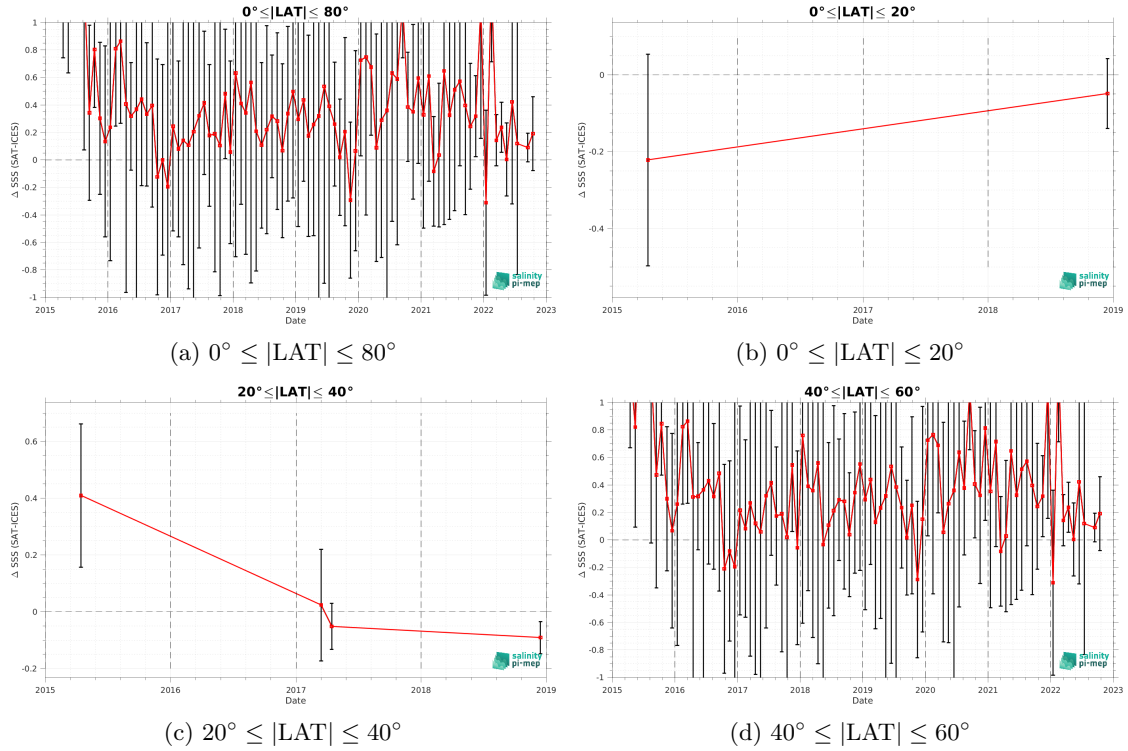 0°≤|LAT|≤ 80°
1
0.8
0.6
0.4
0.2
0
-0.2
-0.4
-0.6
-0.8
-1
Δ SSS (SAT-ICES)
2015 2016 2017 2018 2019 2020 2021 2022 2023
Date
salinity
pi-mep
(a) 0° ≤ |LAT| ≤ 80°
0°≤|LAT|≤ 20°
0
-0.2
-0.4
Δ SSS (SAT-ICES)
2015 2016 2017 2018 2019
Date
salinity
pi-mep
(b) 0° ≤ |LAT| ≤ 20°
20°≤|LAT|≤ 40°
0.6
0.4
0.2
0
-0.2
Δ SSS (SAT-ICES)
2015 2016 2017 2018 2019
Date
salinity
pi-mep
(c) 20° ≤ |LAT| ≤ 40°
40°≤|LAT|≤ 60°
1
0.8
0.6
0.4
0.2
0
-0.2
-0.4
-0.6
-0.8
-1
Δ SSS (SAT-ICES)
2015 2016 2017 2018 2019 2020 2021 2022 2023
Date
salinity
pi-mep
(d) 40° ≤ |LAT| ≤ 60°